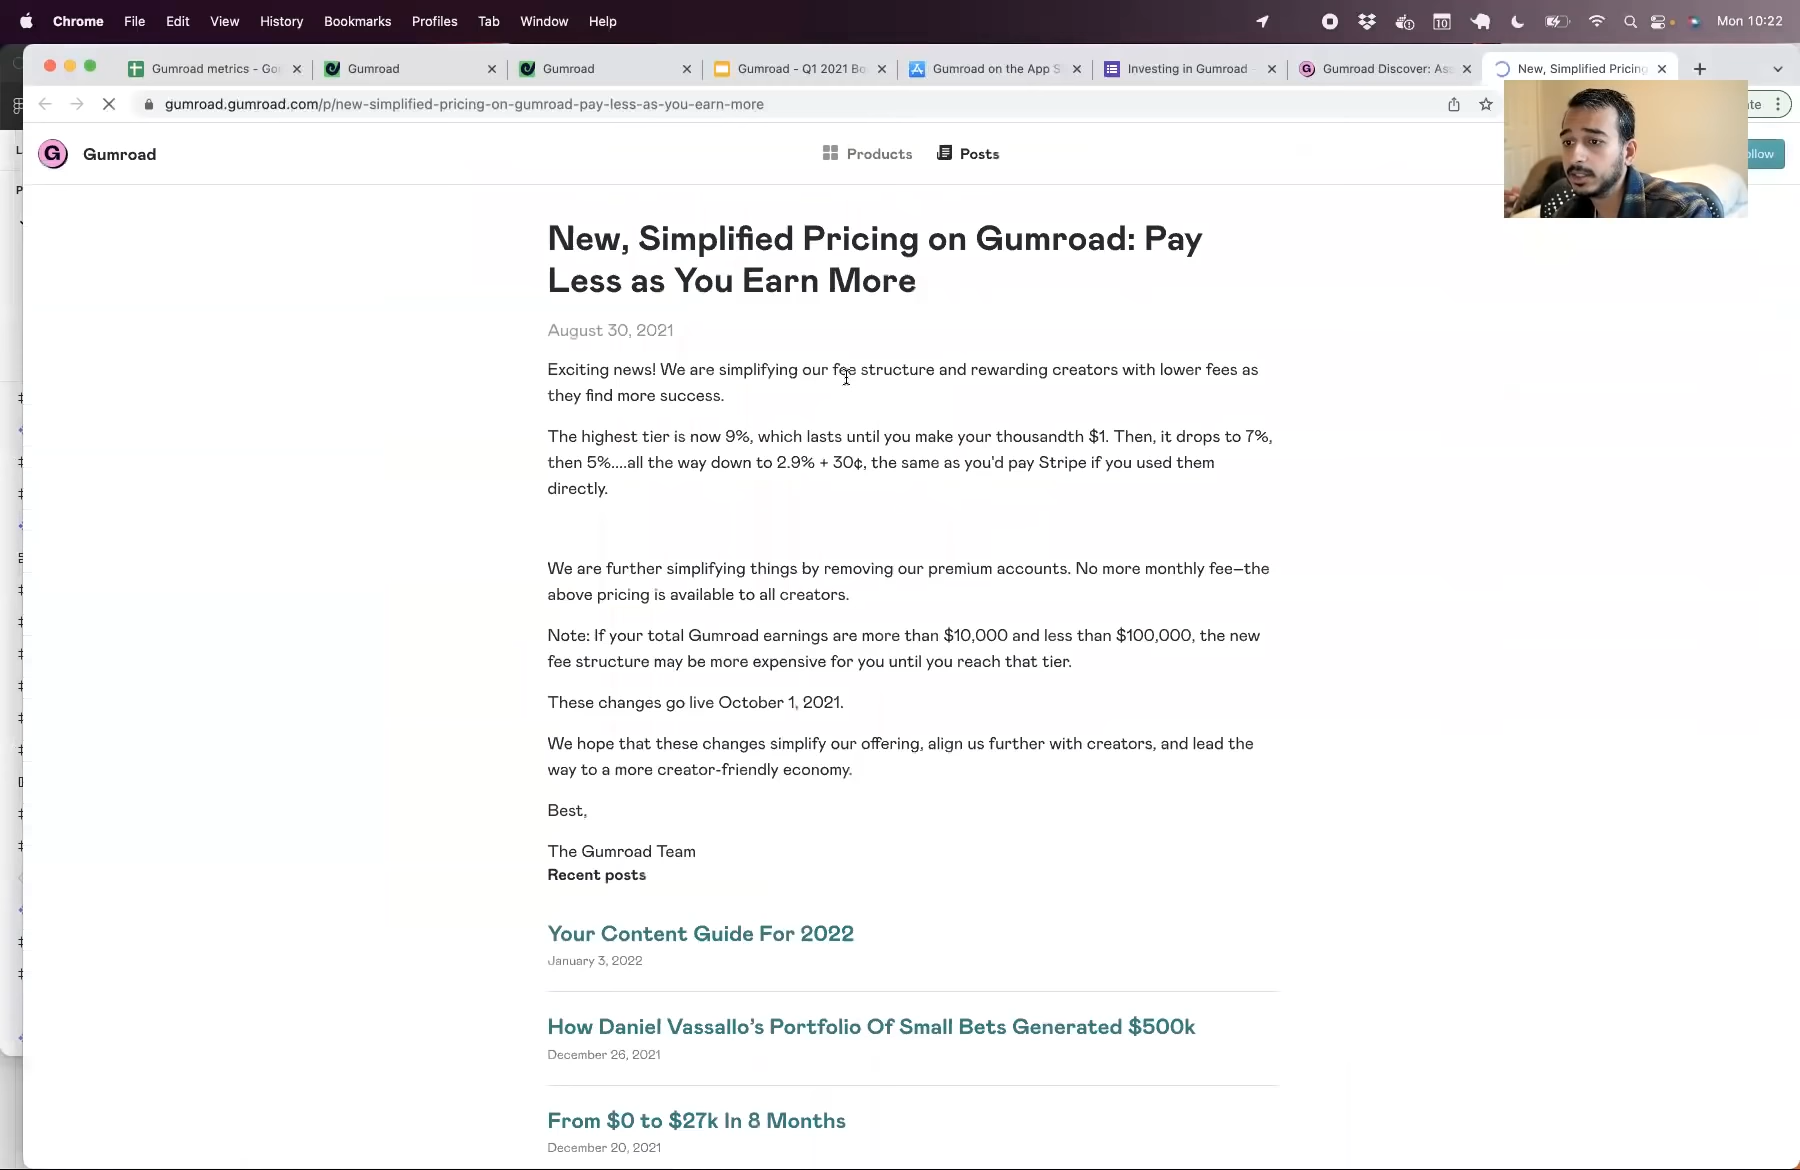 Chrome File Edit View History Bookmarks Profiles Tab Window Help 10 Mon 10:22
Gumroad metrics - Go Gumroad Gumroad Gumroad - Q1 2021 Bo Gumroad on the App S Investing in Gumroad Gumroad Discover: As New, Simplified Pricing
gumroad.gumroad.com/p/new-simplified-pricing-on-gumroad-pay-less-as-you-earn-more
G Gumroad Products Posts
New, Simplified Pricing on Gumroad: Pay
Less as You Earn More
August 30, 2021
Exciting news! We are simplifying our fee structure and rewarding creators with lower fees as
they find more success.
The highest tier is now 9%, which lasts until you make your thousandth $1. Then, it drops to 7%,
then 5%....all the way down to 2.9% + 30¢, the same as you'd pay Stripe if you used them
directly.
We are further simplifying things by removing our premium accounts. No more monthly fee–the
above pricing is available to all creators.
Note: If your total Gumroad earnings are more than $10,000 and less than $100,000, the new
fee structure may be more expensive for you until you reach that tier.
These changes go live October 1, 2021.
We hope that these changes simplify our offering, align us further with creators, and lead the
way to a more creator-friendly economy.
Best,
The Gumroad Team
Recent posts
Your Content Guide For 2022
January 3, 2022
How Daniel Vassallo’s Portfolio Of Small Bets Generated $500k
December 26, 2021
From $0 to $27k In 8 Months
December 20, 2021